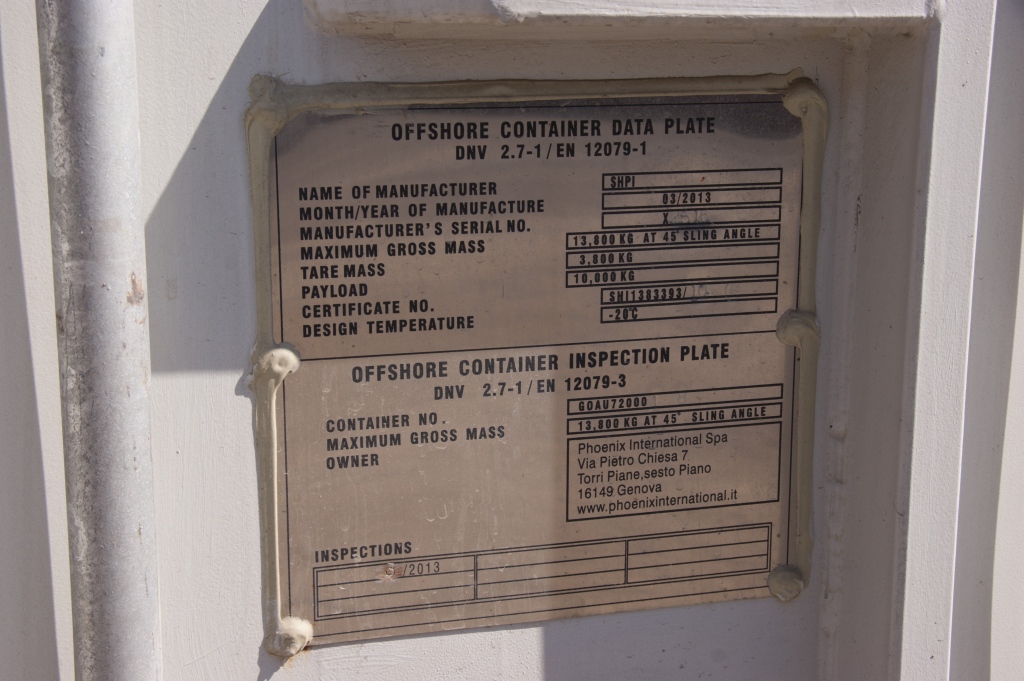 OFFSHORE CONTAINER DATA PLATE
DNV 2.7-1/EN 12079-1
NAME OF MANUFACTURER SHPI
MONTH/YEAR OF MANUFACTURE 03/2013
MANUFACTURER'S SERIAL NO. X
MAXIMUM GROSS MASS 13,800 KG AT 45° SLING ANGLE
TARE MASS 3,800 KG
PAYLOAD 10,000 KG
CERTIFICATE NO. SHI1383393/
DESIGN TEMPERATURE -20°C
OFFSHORE CONTAINER INSPECTION PLATE
DNV 2.7-1/EN 12079-3
CONTAINER NO. GOAU72000
MAXIMUM GROSS MASS 13,800 KG AT 45° SLING ANGLE
OWNER Phoenix International Spa
Via Pietro Chiesa 7
Torri Piane,sesto Piano
16149 Genova
www.phoenixinternational.it
INSPECTIONS
/2013